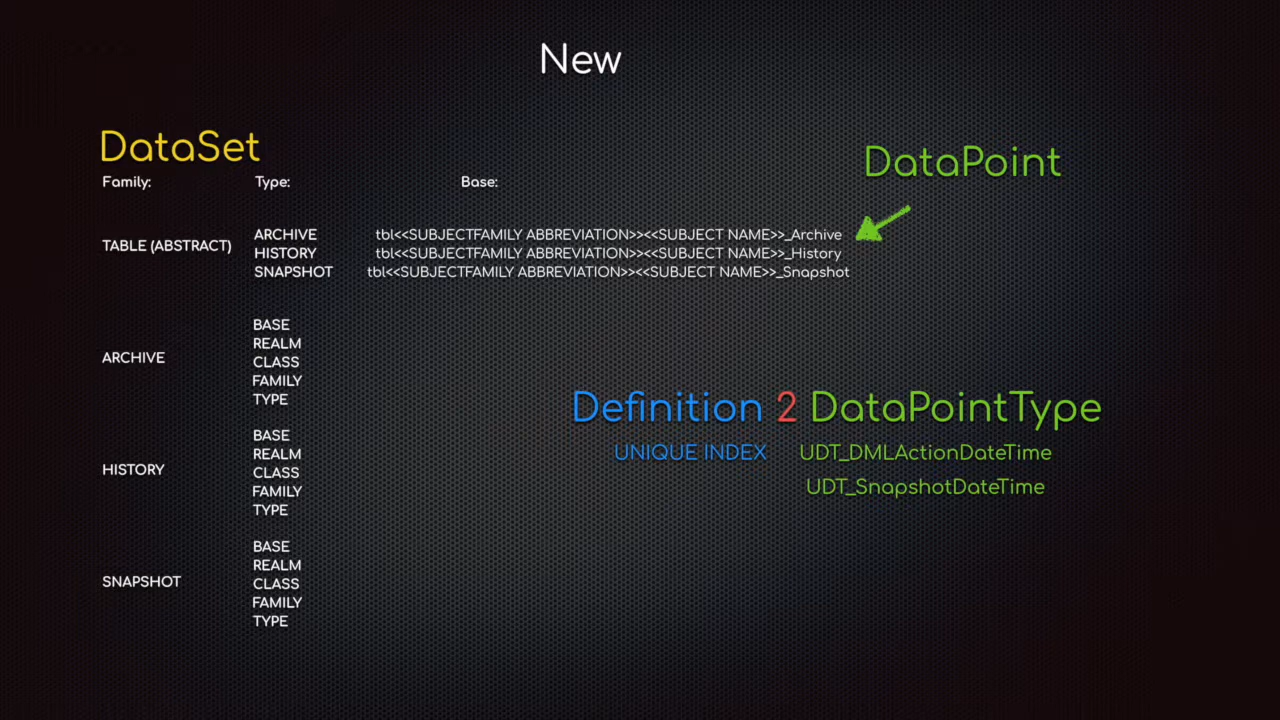 New
DataSet
DataPoint
Family: Type: Base:
TABLE (ABSTRACT)
ARCHIVE tbl<<SUBJECTFAMILY ABBREVIATION>><<SUBJECT NAME>>_Archive
HISTORY tbl<<SUBJECTFAMILY ABBREVIATION>><<SUBJECT NAME>>_History
SNAPSHOT tbl<<SUBJECTFAMILY ABBREVIATION>><<SUBJECT NAME>>_Snapshot
ARCHIVE
BASE
REALM
CLASS
FAMILY
TYPE
Definition 2 DataPointType
UNIQUE INDEX UDT_DMLActionDateTime
UDT_SnapshotDateTime
HISTORY
BASE
REALM
CLASS
FAMILY
TYPE
SNAPSHOT
BASE
REALM
CLASS
FAMILY
TYPE